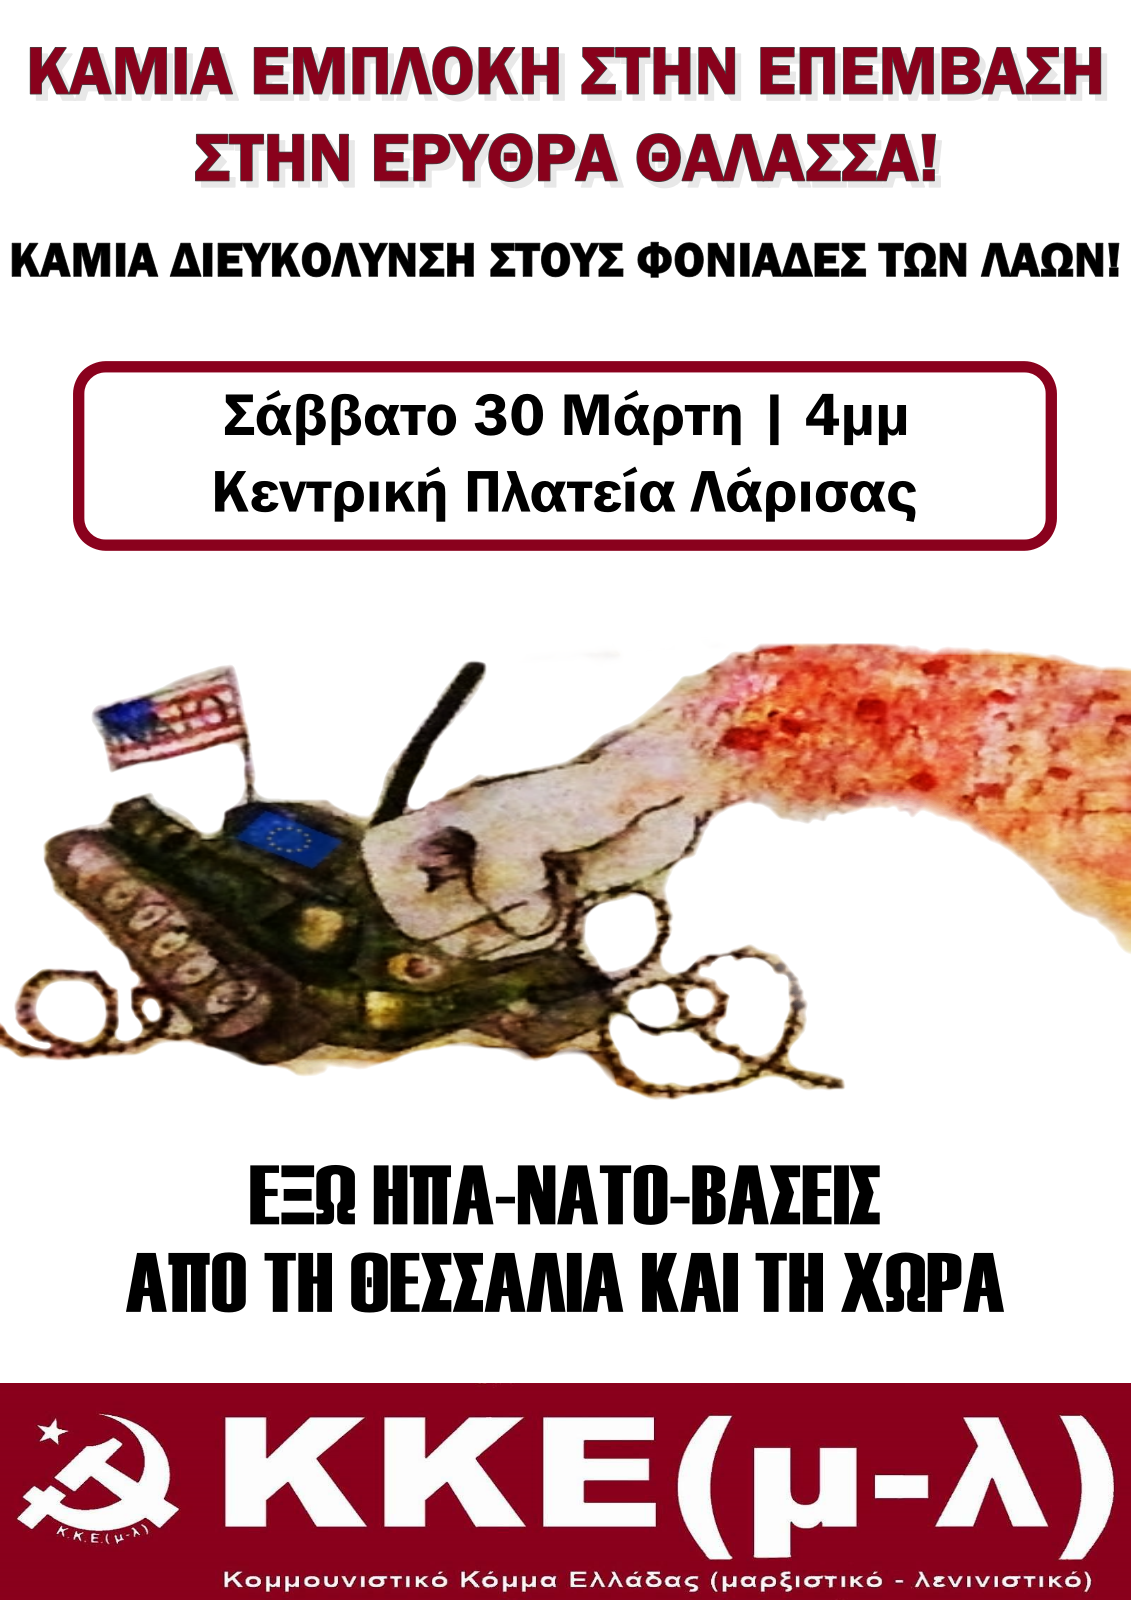 ΚΑΜΙΑ ΕΜΠΛΟΚΗ ΣΤΗΝ ΕΠΕΜΒΑΣΗ
ΣΤΗΝ ΕΡΥΘΡΑ ΘΑΛΑΣΣΑ!
ΚΑΜΙΑ ΔΙΕΥΚΟΛΥΝΣΗ ΣΤΟΥΣ ΦΟΝΙΑΔΕΣ ΤΩΝ ΛΑΩΝ!
Σάββατο 30 Μάρτη | 4μμ
Κεντρική Πλατεία Λάρισας
NATO
ΕΞΩ ΗΠΑ-ΝΑΤΟ-ΒΑΣΕΙΣ
ΑΠΟ ΤΗ ΘΕΣΣΑΛΙΑ ΚΑΙ ΤΗ ΧΩΡΑ
Κ.Κ.Ε.(μ-λ)
ΚΚΕ(μ-λ)
Κομμουνιστικό Κόμμα Ελλάδας (μαρξιστικό - λενινιστικό)